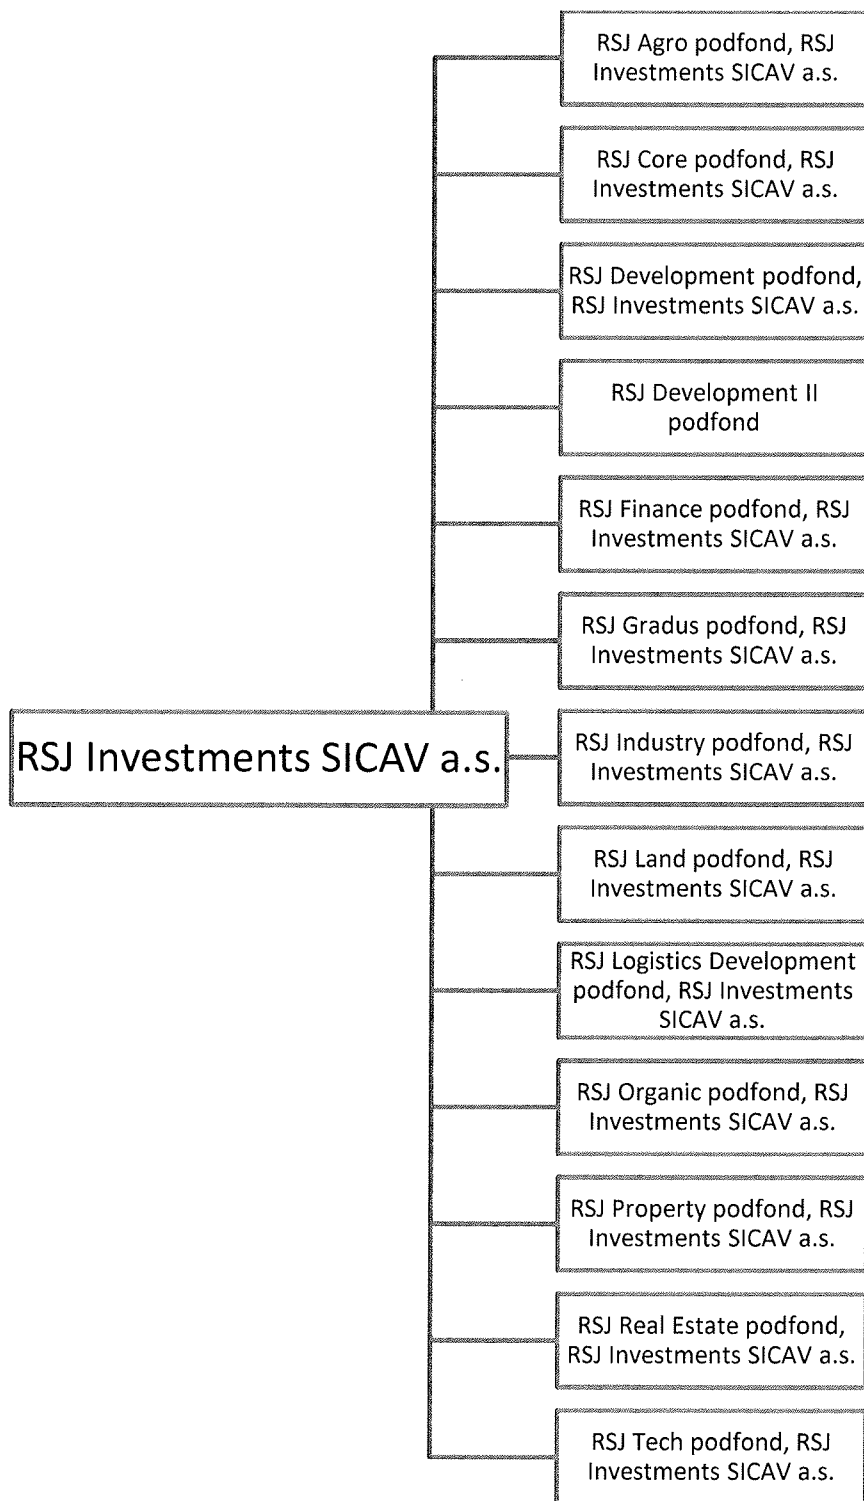 RSJ Agro podfond, RSJ
Investments SICAV a.s.
RSJ Core podfond, RSJ
Investments SICAV a.s.
RSJ Development podfond,
RSJ Investments SICAV a.s.
RSJ Development II
podfond
RSJ Finance podfond, RSJ
Investments SICAV a.s.
RSJ Gradus podfond, RSJ
Investments SICAV a.s.
RSJ Investments SICAV a.s.
RSJ Industry podfond, RSJ
Investments SICAV a.s.
RSJ Land podfond, RSJ
Investments SICAV a.s.
RSJ Logistics Development
podfond, RSJ Investments
SICAV a.s.
RSJ Organic podfond, RSJ
Investments SICAV a.s.
RSJ Property podfond, RSJ
Investments SICAV a.s.
RSJ Real Estate podfond,
RSJ Investments SICAV a.s.
RSJ Tech podfond, RSJ
Investments SICAV a.s.